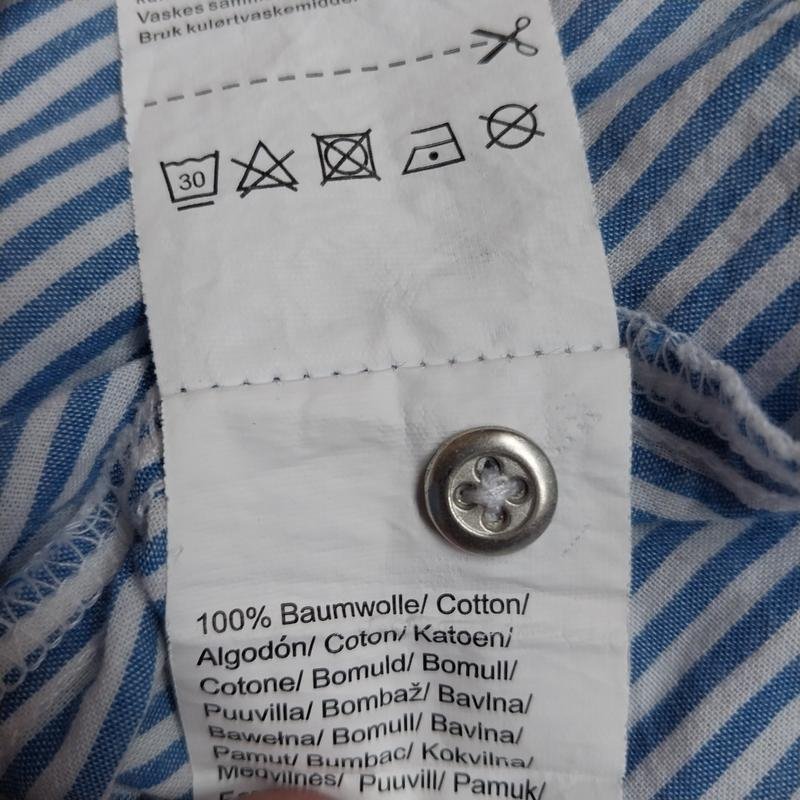 Vaskes
Bruk kulørtvaskemiddel
30
100% Baumwolle/ Cotton/
Algodón/ Coton/ Katoen/
Cotone/ Bomuld/ Bomull/
Puuvilla/ Bombaž/ Bavlna/
Bawełna/ Bomull/ Bavlna/
Pamut/ Bumbac/ Kokvilna/
Medvilnės/ Puuvill/ Pamuk/